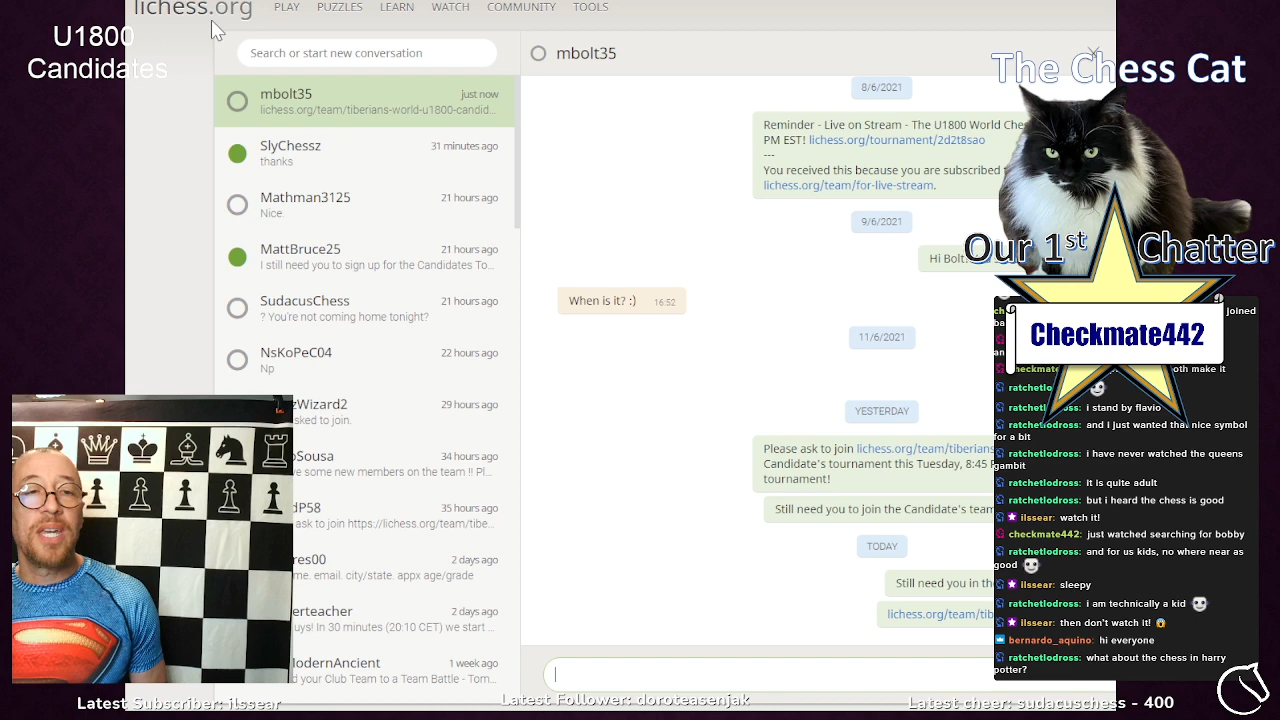 U1800
Candidates
lichess.org
PLAY
PUZZLES
LEARN
WATCH
COMMUNITY
TOOLS
Search or start new conversation
mbolt35
just now
lichess.org/team/tiberians-world-u1800-candid...
SlyChessz
31 minutes ago
thanks
Mathman3125
21 hours ago
Nice.
MattBruce25
21 hours ago
I still need you to sign up for the Candidates To...
SudacusChess
21 hours ago
? You're not coming home tonight?
NsKoPeC04
22 hours ago
Np
zWizard2
29 hours ago
sked to join.
oSousa
34 hours ago
ve some new members on the team !! Pl...
dP58
35 hours ago
ask to join https://lichess.org/team/tibe...
res00
2 days ago
me. email. city/state. appx age/grade
erteacher
2 days ago
uys! In 30 minutes (20:10 CET) we start ...
ModernAncient
1 week ago
d your Club Team to a Team Battle - Tom...
mbolt35
8/6/2021
Reminder - Live on Stream - The U1800 World Che
PM EST! lichess.org/tournament/2d2t8sao
---
You received this because you are subscribed
lichess.org/team/for-live-stream.
9/6/2021
Hi Bolt
When is it? :)
16:52
11/6/2021
YESTERDAY
Please ask to join lichess.org/team/tiberians
Candidate's tournament this Tuesday, 8:45 P
tournament!
Still need you to join the Candidate's team
TODAY
Still need you in the
lichess.org/team/tib
The Chess Cat
Our 1st Chatter
Checkmate442
joined
oth make it
ratchetlodross: i stand by flavio
ratchetlodross: and i just wanted that nice symbol
for a bit
ratchetlodross: i have never watched the queens
gambit
ratchetlodross: it is quite adult
ratchetlodross: but i heard the chess is good
ilssear: watch it!
checkmate442: just watched searching for bobby
ratchetlodross: and for us kids, no where near as
good
ilssear: sleepy
ratchetlodross: i am technically a kid
ilssear: then don't watch it!
bernardo_aquino: hi everyone
ratchetlodross: what about the chess in harry
potter?
Latest Subscriber: ilssear
Latest Follower: doroteasenjak
Latest cheer: sudacuschess - 400